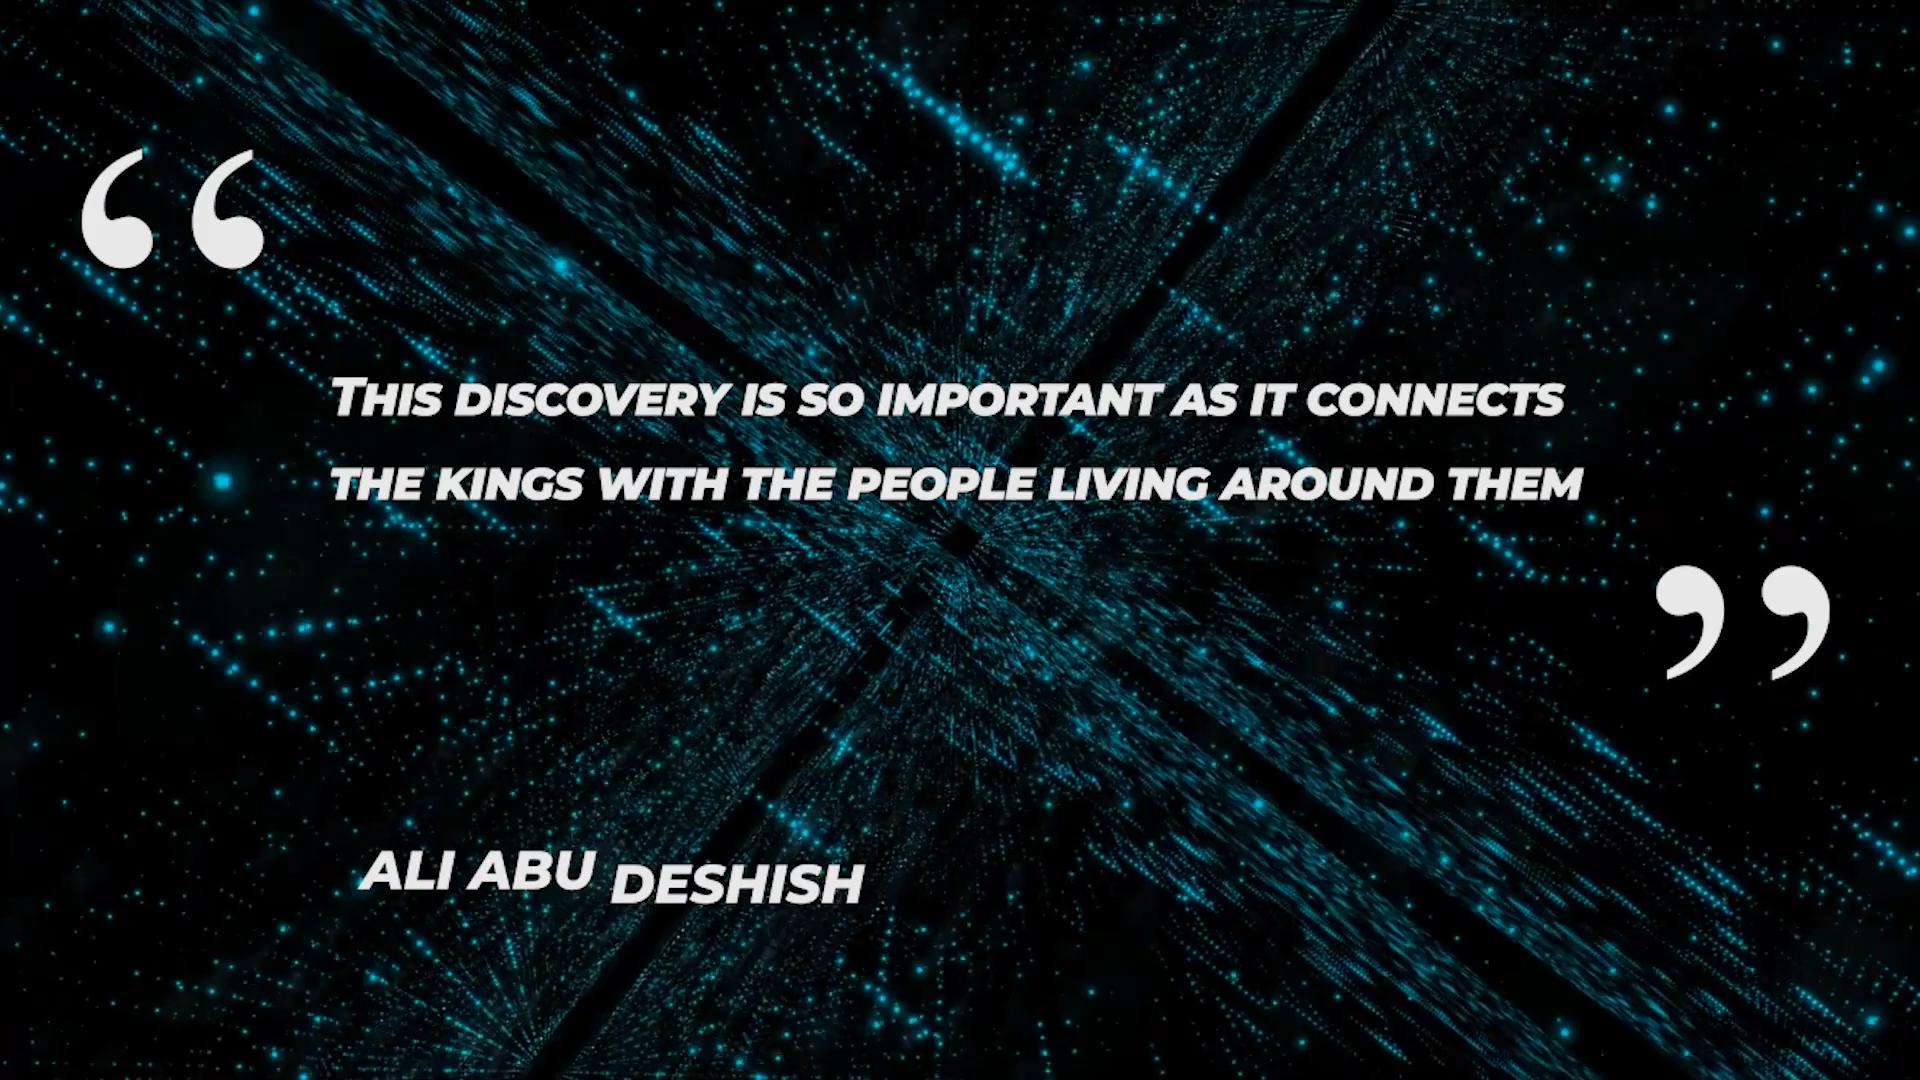 “
THIS DISCOVERY IS SO IMPORTANT AS IT CONNECTS
THE KINGS WITH THE PEOPLE LIVING AROUND THEM
”
ALI ABU DESHISH